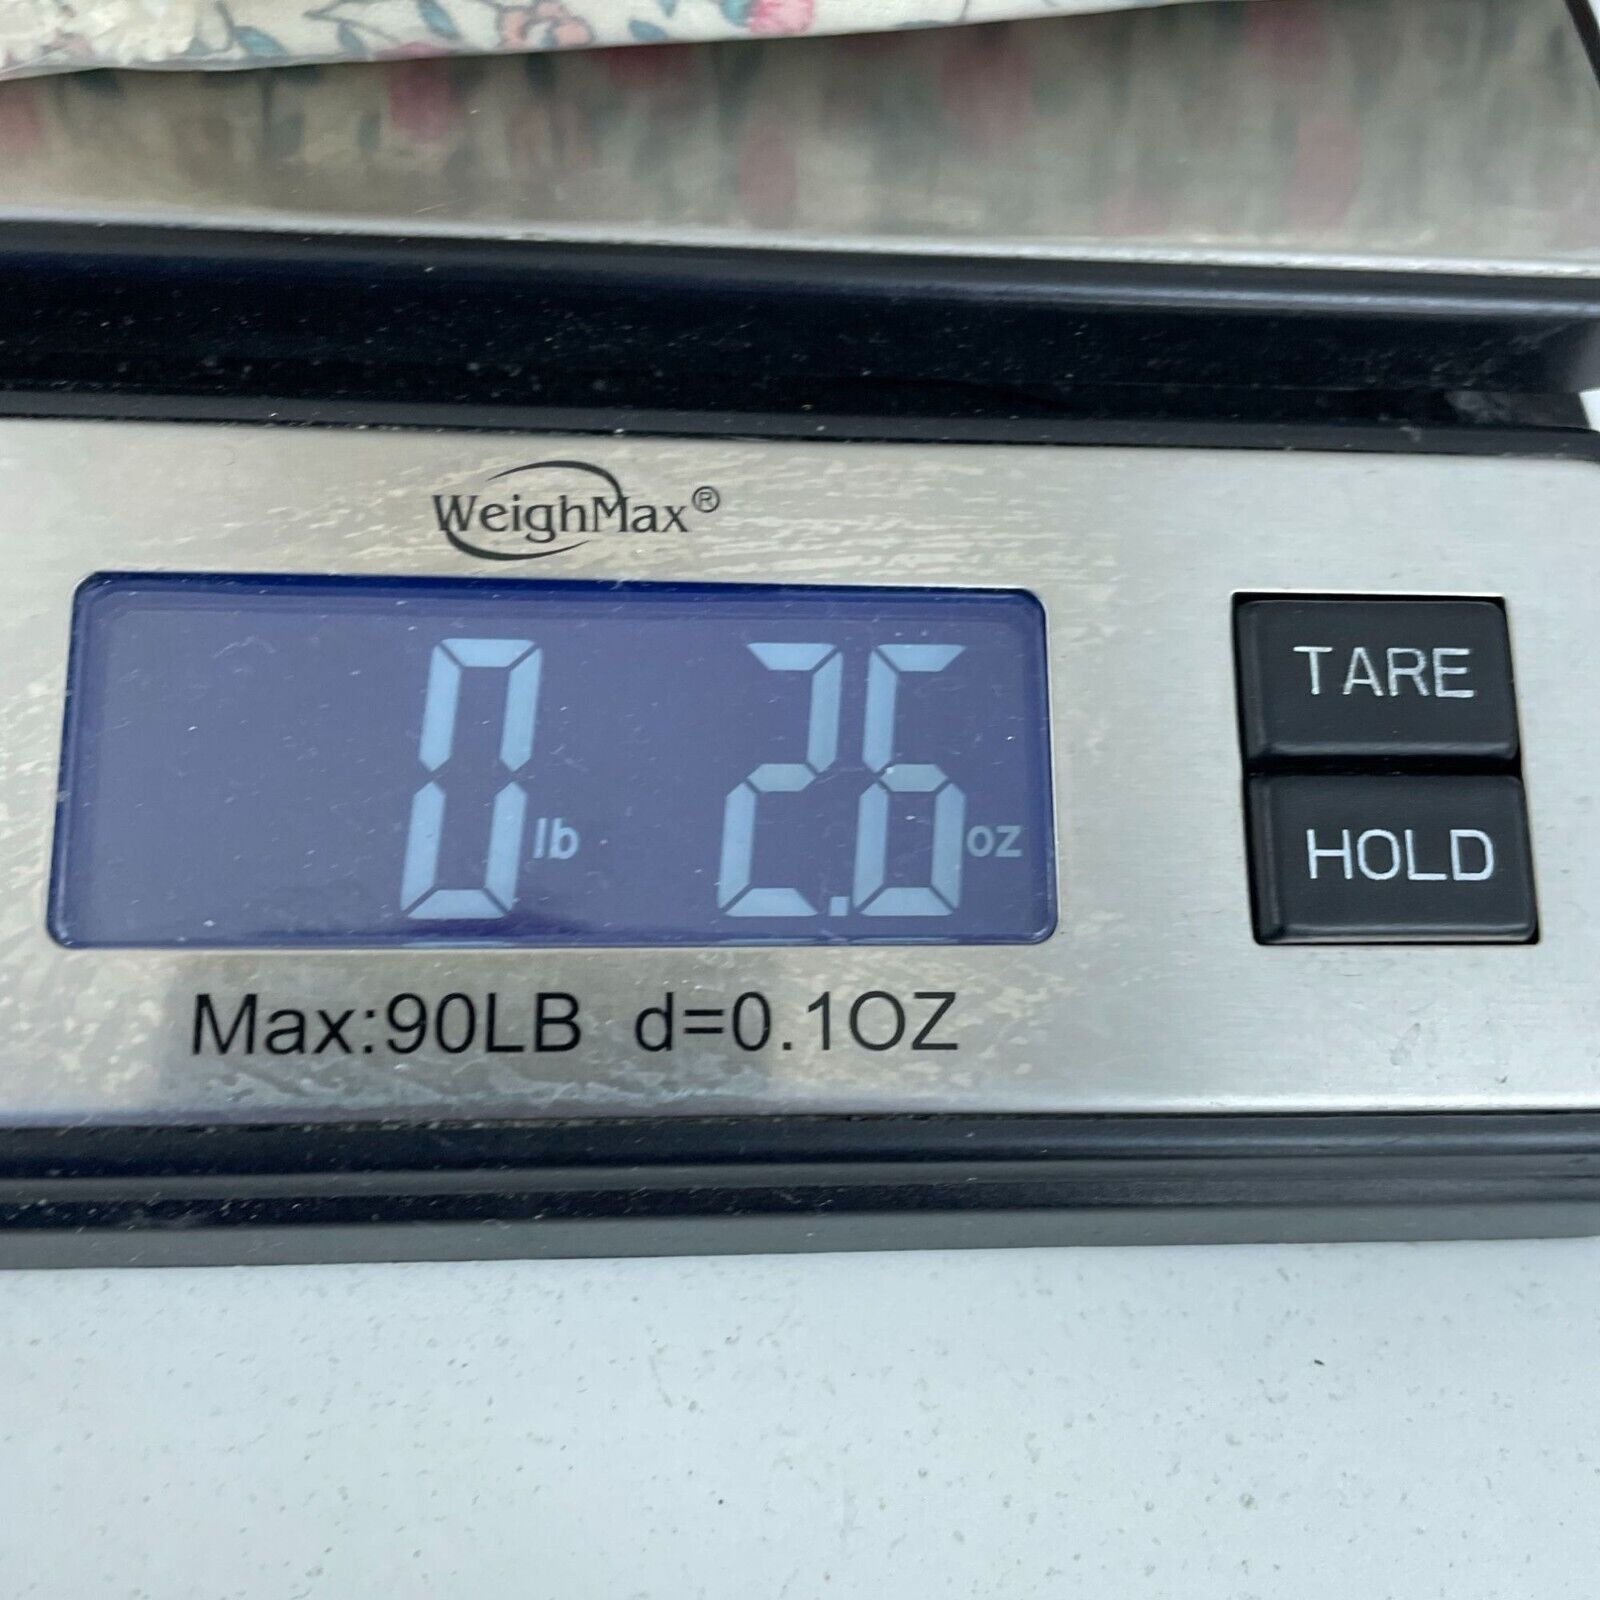 WeighMax®
0 lb 2.6 oz
TARE
HOLD
Max:90LB d=0.1OZ